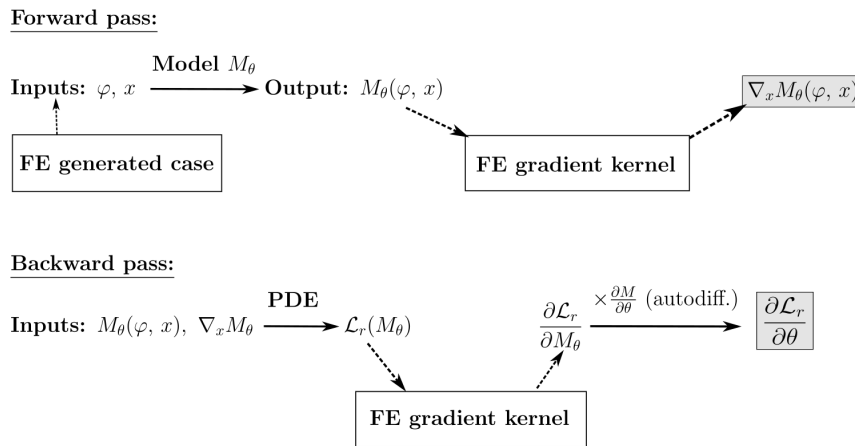 Forward pass:
Model M_θ
Inputs: φ, x
Output: M_θ(φ, x)
∇_x M_θ(φ, x)
FE generated case
FE gradient kernel
Backward pass:
PDE
×∂M/∂θ (autodiff.)
Inputs: M_θ(φ, x), ∇_x M_θ
ℒ_r(M_θ)
∂ℒ_r/∂M_θ
∂ℒ_r/∂θ
FE gradient kernel